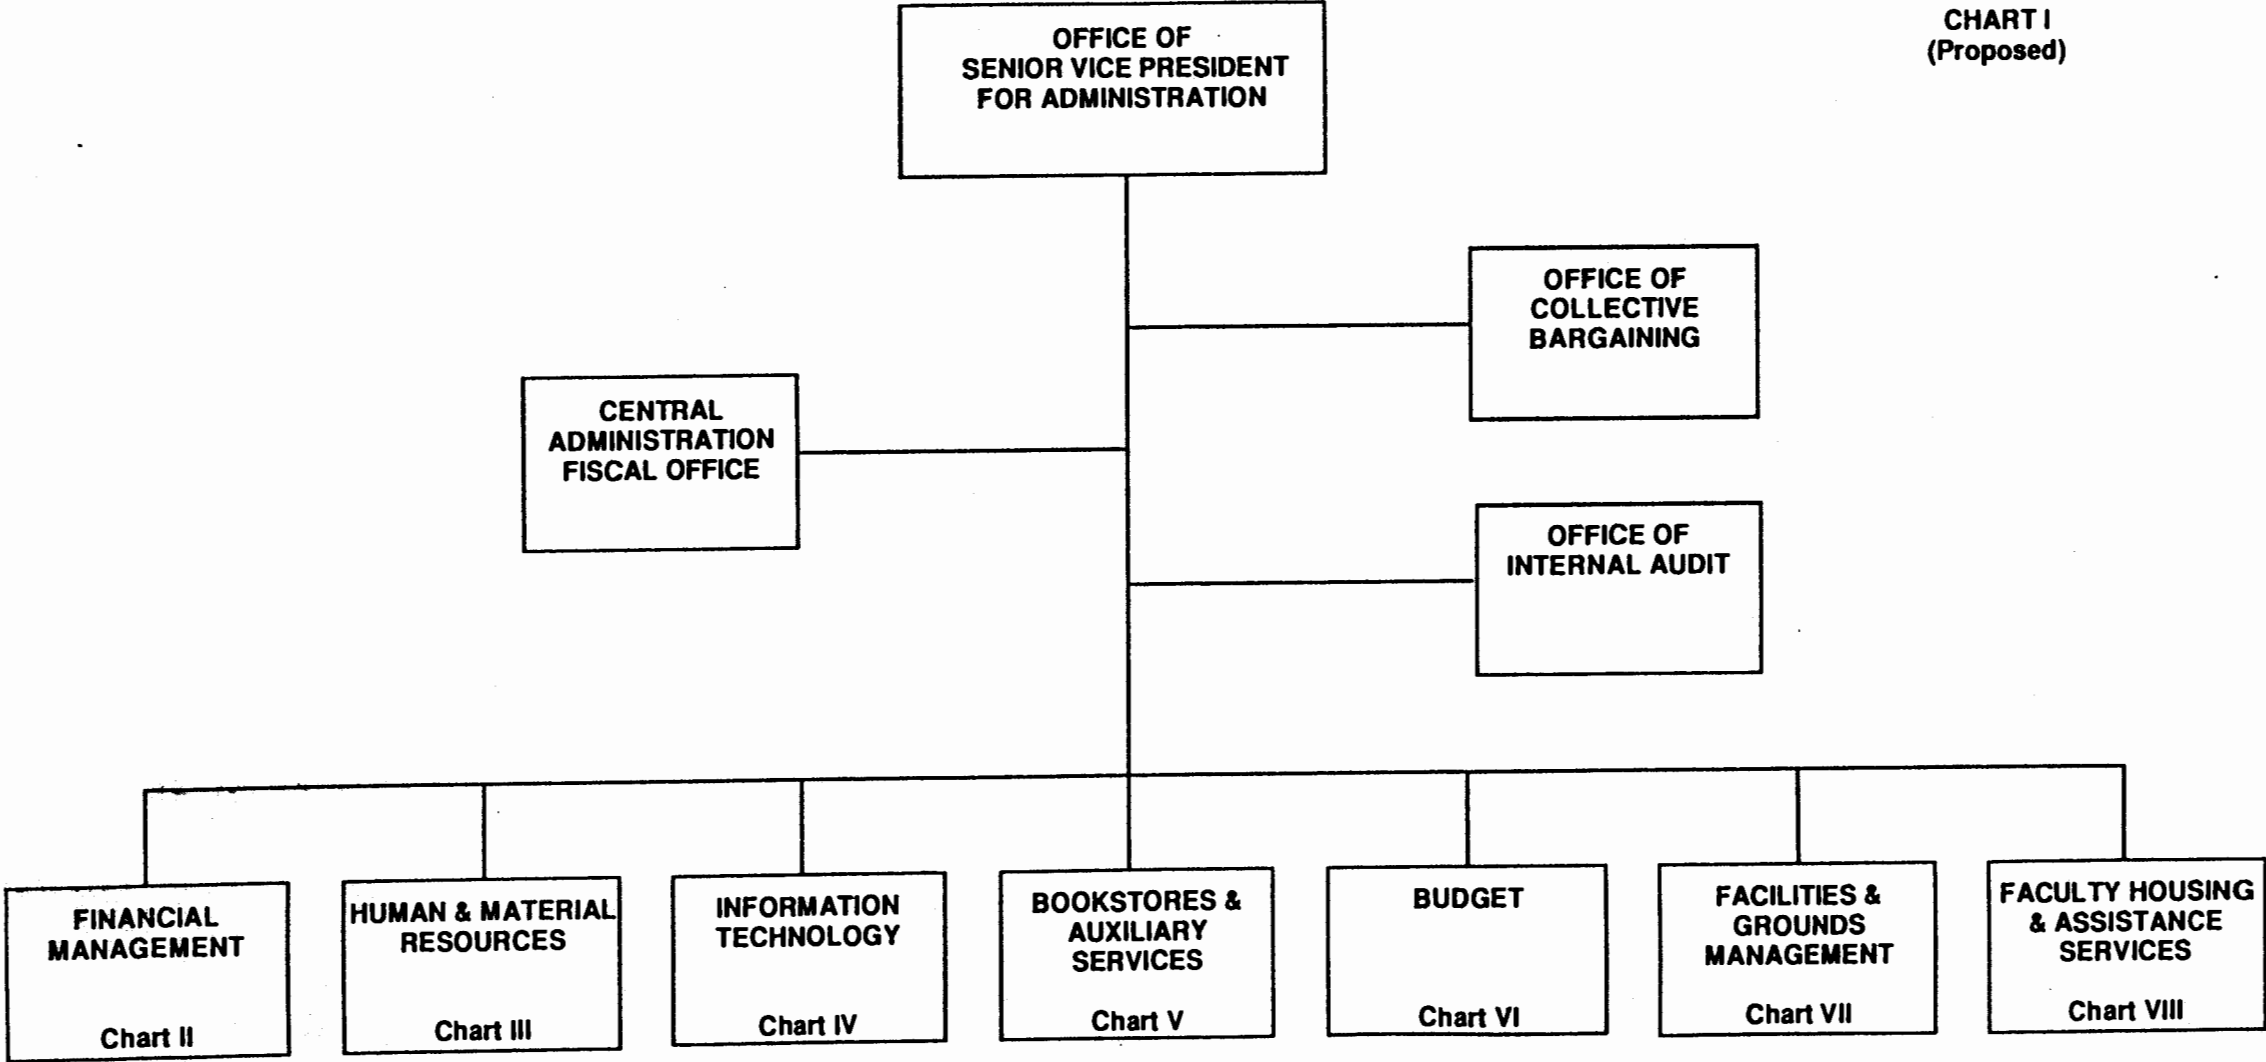 CHART I
(Proposed)
OFFICE OF
SENIOR VICE PRESIDENT
FOR ADMINISTRATION
OFFICE OF
COLLECTIVE
BARGAINING
CENTRAL
ADMINISTRATION
FISCAL OFFICE
OFFICE OF
INTERNAL AUDIT
FINANCIAL
MANAGEMENT
Chart II
HUMAN & MATERIAL
RESOURCES
Chart III
INFORMATION
TECHNOLOGY
Chart IV
BOOKSTORES &
AUXILIARY
SERVICES
Chart V
BUDGET
Chart VI
FACILITIES &
GROUNDS
MANAGEMENT
Chart VII
FACULTY HOUSING
& ASSISTANCE
SERVICES
Chart VIII